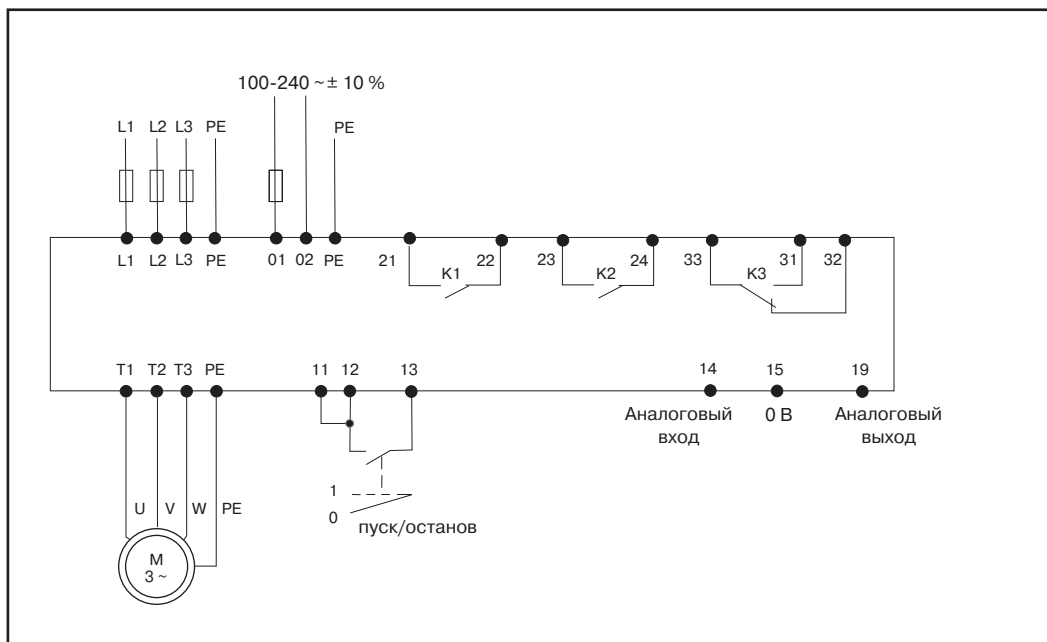 100-240 ~ ± 10 %
L1 L2 L3 PE PE
L1 L2 L3 PE 01 02 PE 21 22 23 24 33 31 32
K1 K2 K3
T1 T2 T3 PE 11 12 13 14 15 19
Аналоговый вход
0 В
Аналоговый выход
U V W PE
1
0
пуск/останов
M
3 ~